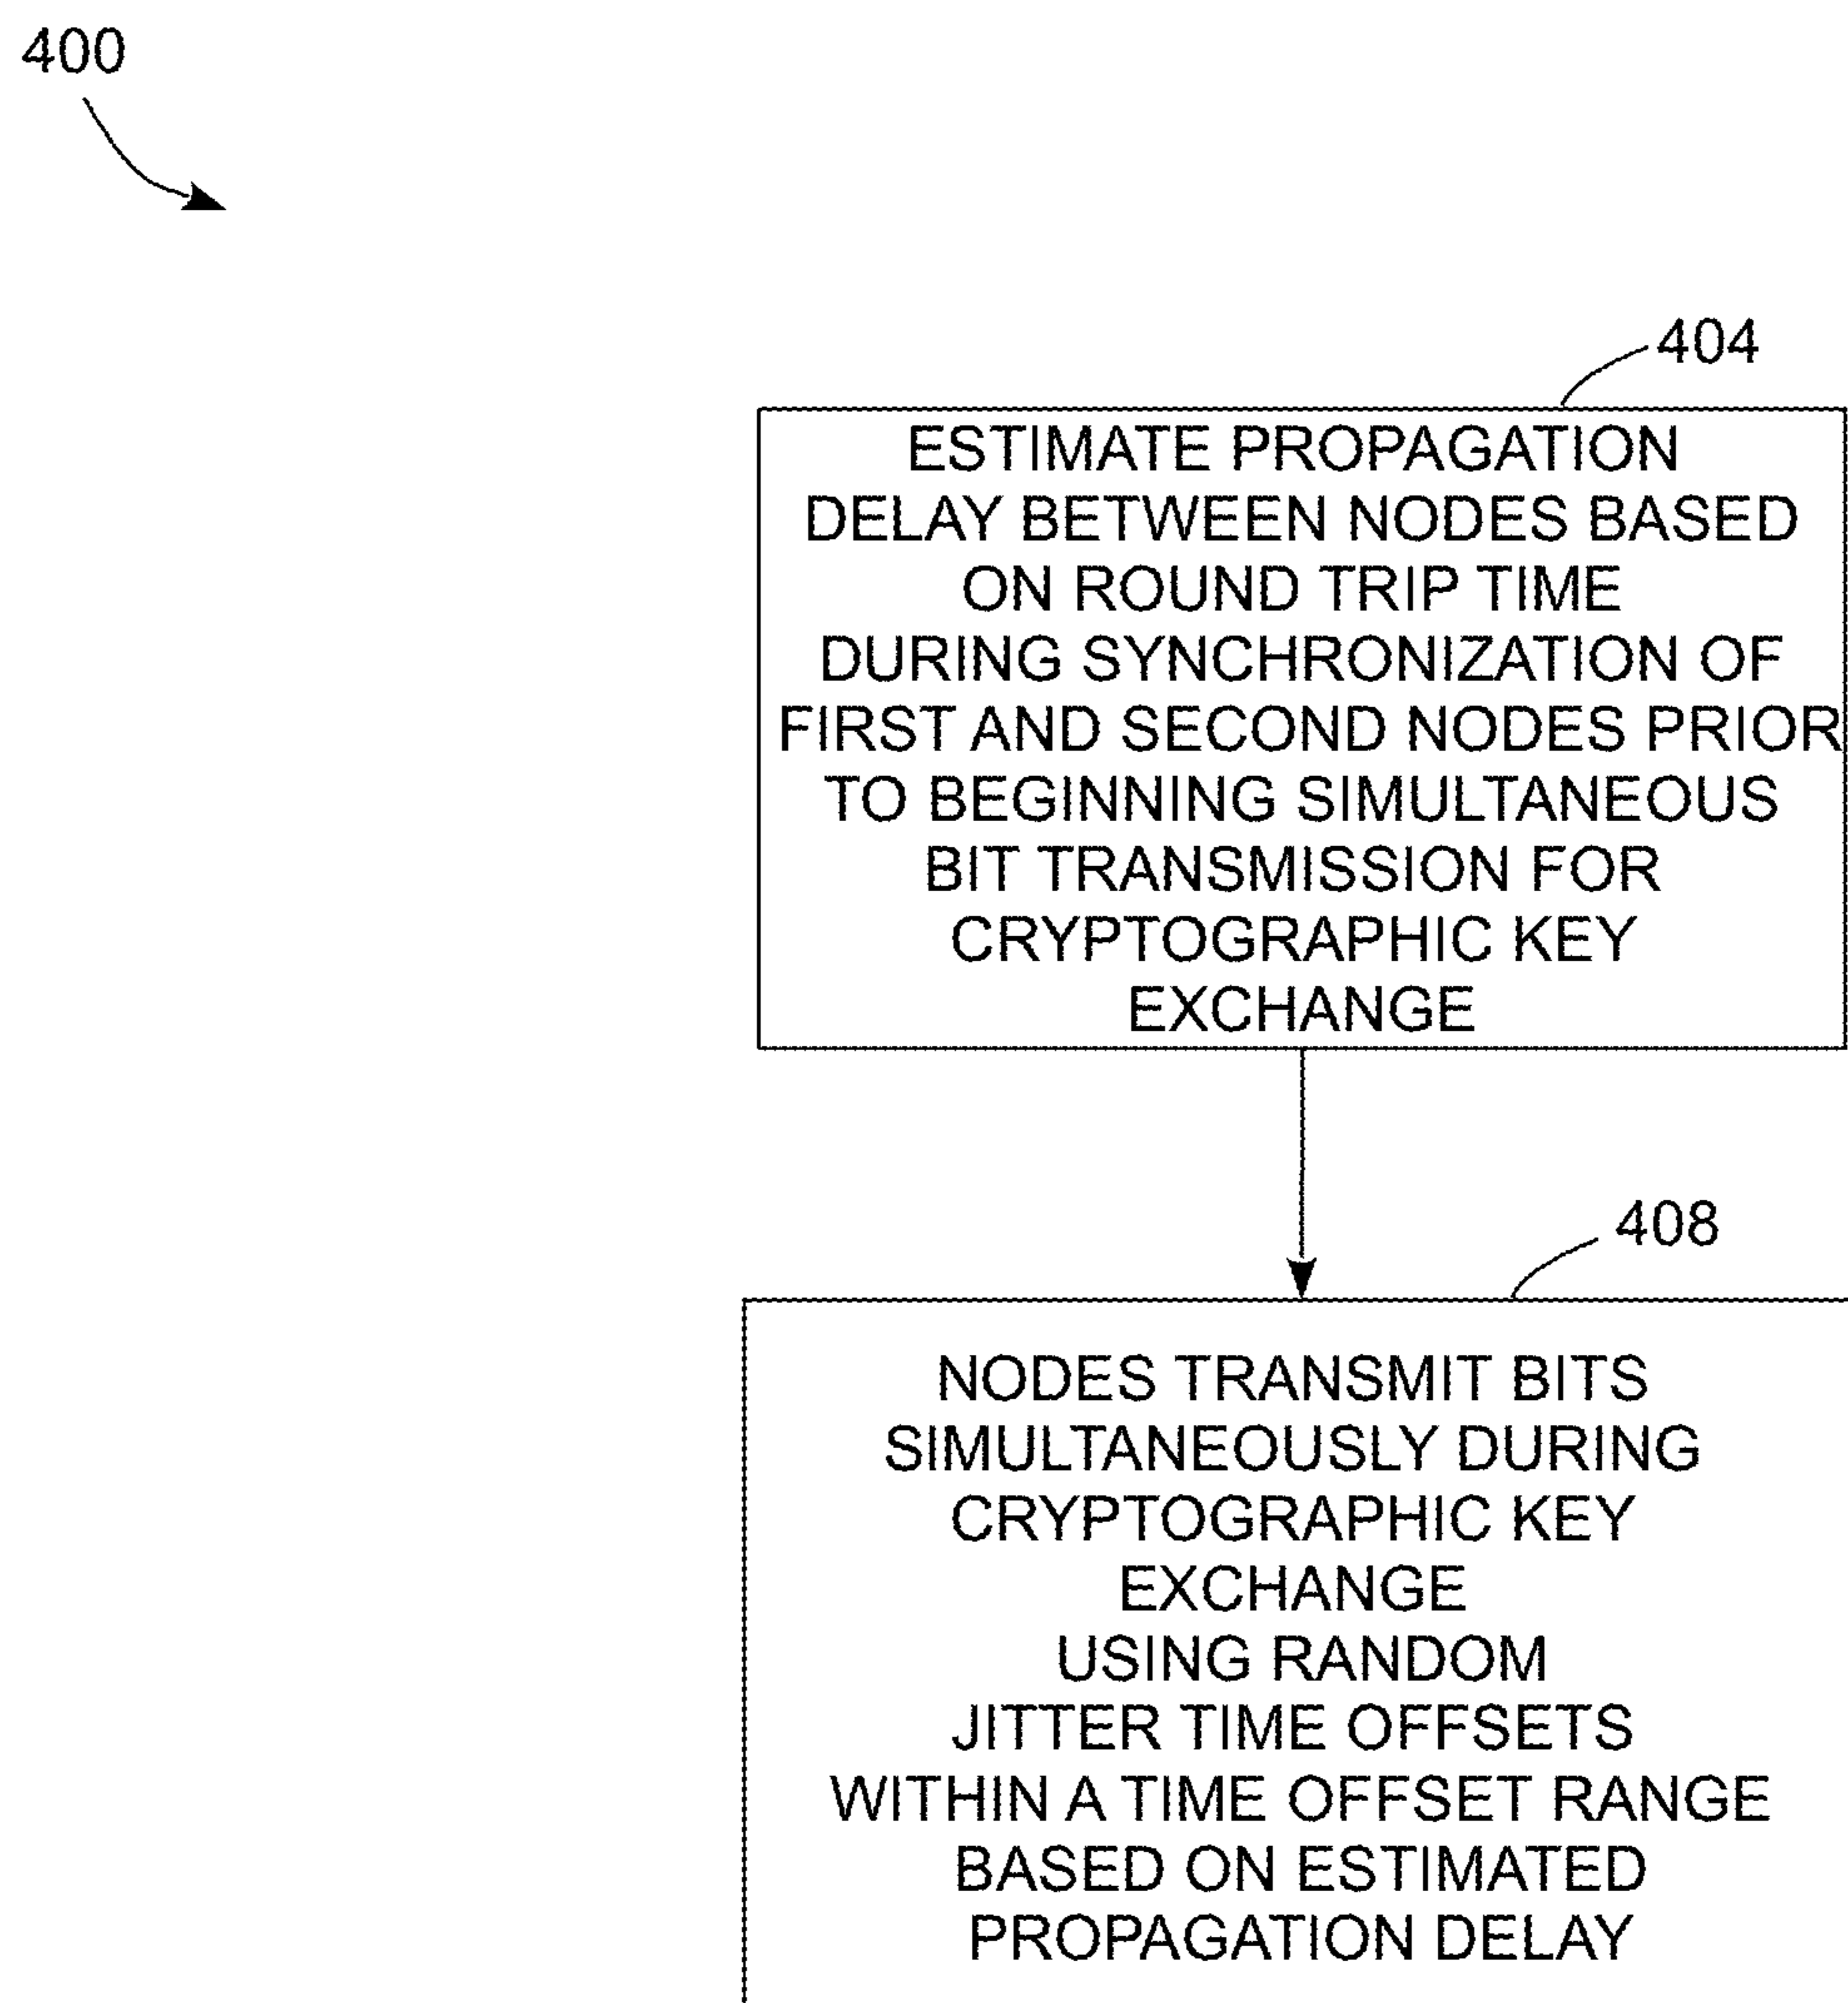 400
404
ESTIMATE PROPAGATION
DELAY BETWEEN NODES BASED
ON ROUND TRIP TIME
DURING SYNCHRONIZATION OF
FIRST AND SECOND NODES PRIOR
TO BEGINNING SIMULTANEOUS
BIT TRANSMISSION FOR
CRYPTOGRAPHIC KEY
EXCHANGE
408
NODES TRANSMIT BITS
SIMULTANEOUSLY DURING
CRYPTOGRAPHIC KEY
EXCHANGE
USING RANDOM
JITTER TIME OFFSETS
WITHIN A TIME OFFSET RANGE
BASED ON ESTIMATED
PROPAGATION DELAY